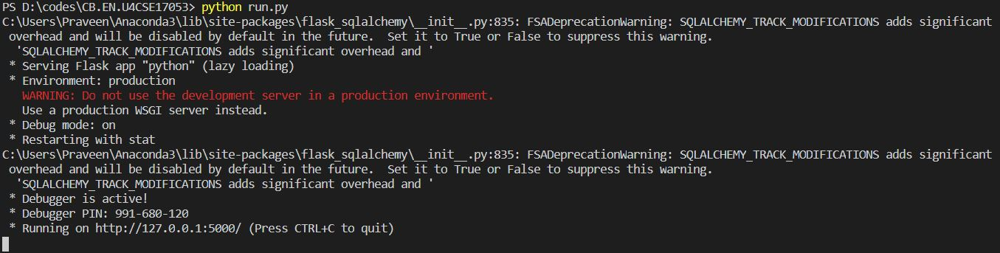 PS D:\codes\CB.EN.U4CSE17053> python run.py
C:\Users\Praveen\Anaconda3\lib\site-packages\flask_sqlalchemy\__init__.py:835: FSADeprecationWarning: SQLALCHEMY_TRACK_MODIFICATIONS adds significant
overhead and will be disabled by default in the future.  Set it to True or False to suppress this warning.
'SQLALCHEMY_TRACK_MODIFICATIONS adds significant overhead and '
* Serving Flask app "python" (lazy loading)
* Environment: production
WARNING: Do not use the development server in a production environment.
Use a production WSGI server instead.
* Debug mode: on
* Restarting with stat
C:\Users\Praveen\Anaconda3\lib\site-packages\flask_sqlalchemy\__init__.py:835: FSADeprecationWarning: SQLALCHEMY_TRACK_MODIFICATIONS adds significant
overhead and will be disabled by default in the future.  Set it to True or False to suppress this warning.
'SQLALCHEMY_TRACK_MODIFICATIONS adds significant overhead and '
* Debugger is active!
* Debugger PIN: 991-680-120
* Running on http://127.0.0.1:5000/ (Press CTRL+C to quit)